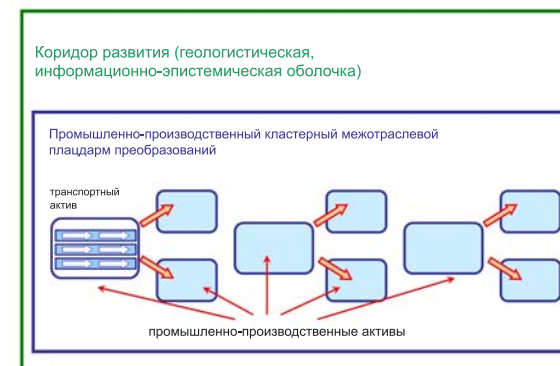 Коридор развития (геологистическая,
информационно-эпистемическая оболочка)
Промышленно-производственный кластерный межотраслевой
плацдарм преобразований
транспортный
актив
промышленно-производственные активы